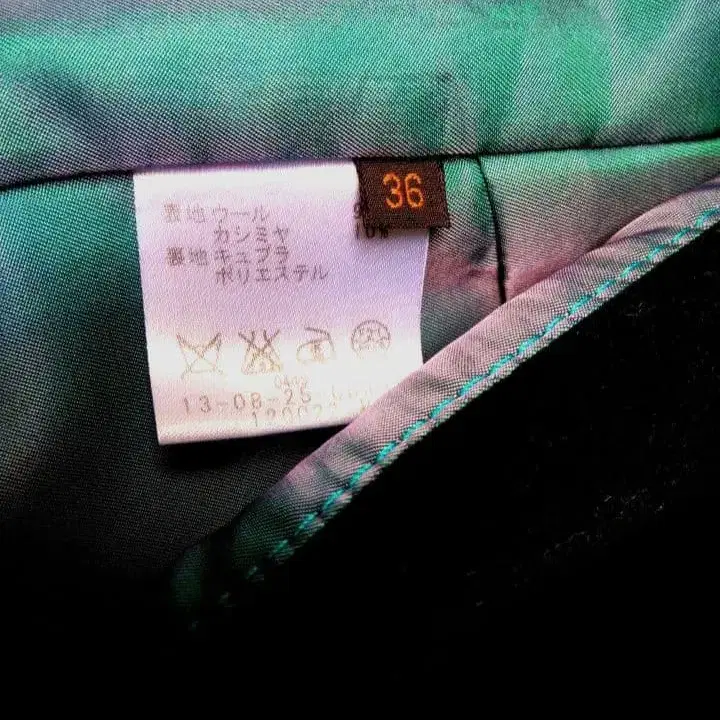 36
表地ウール
カシミヤ 10%
裏地キュプラ
ポリエステル
0445
13-08-25